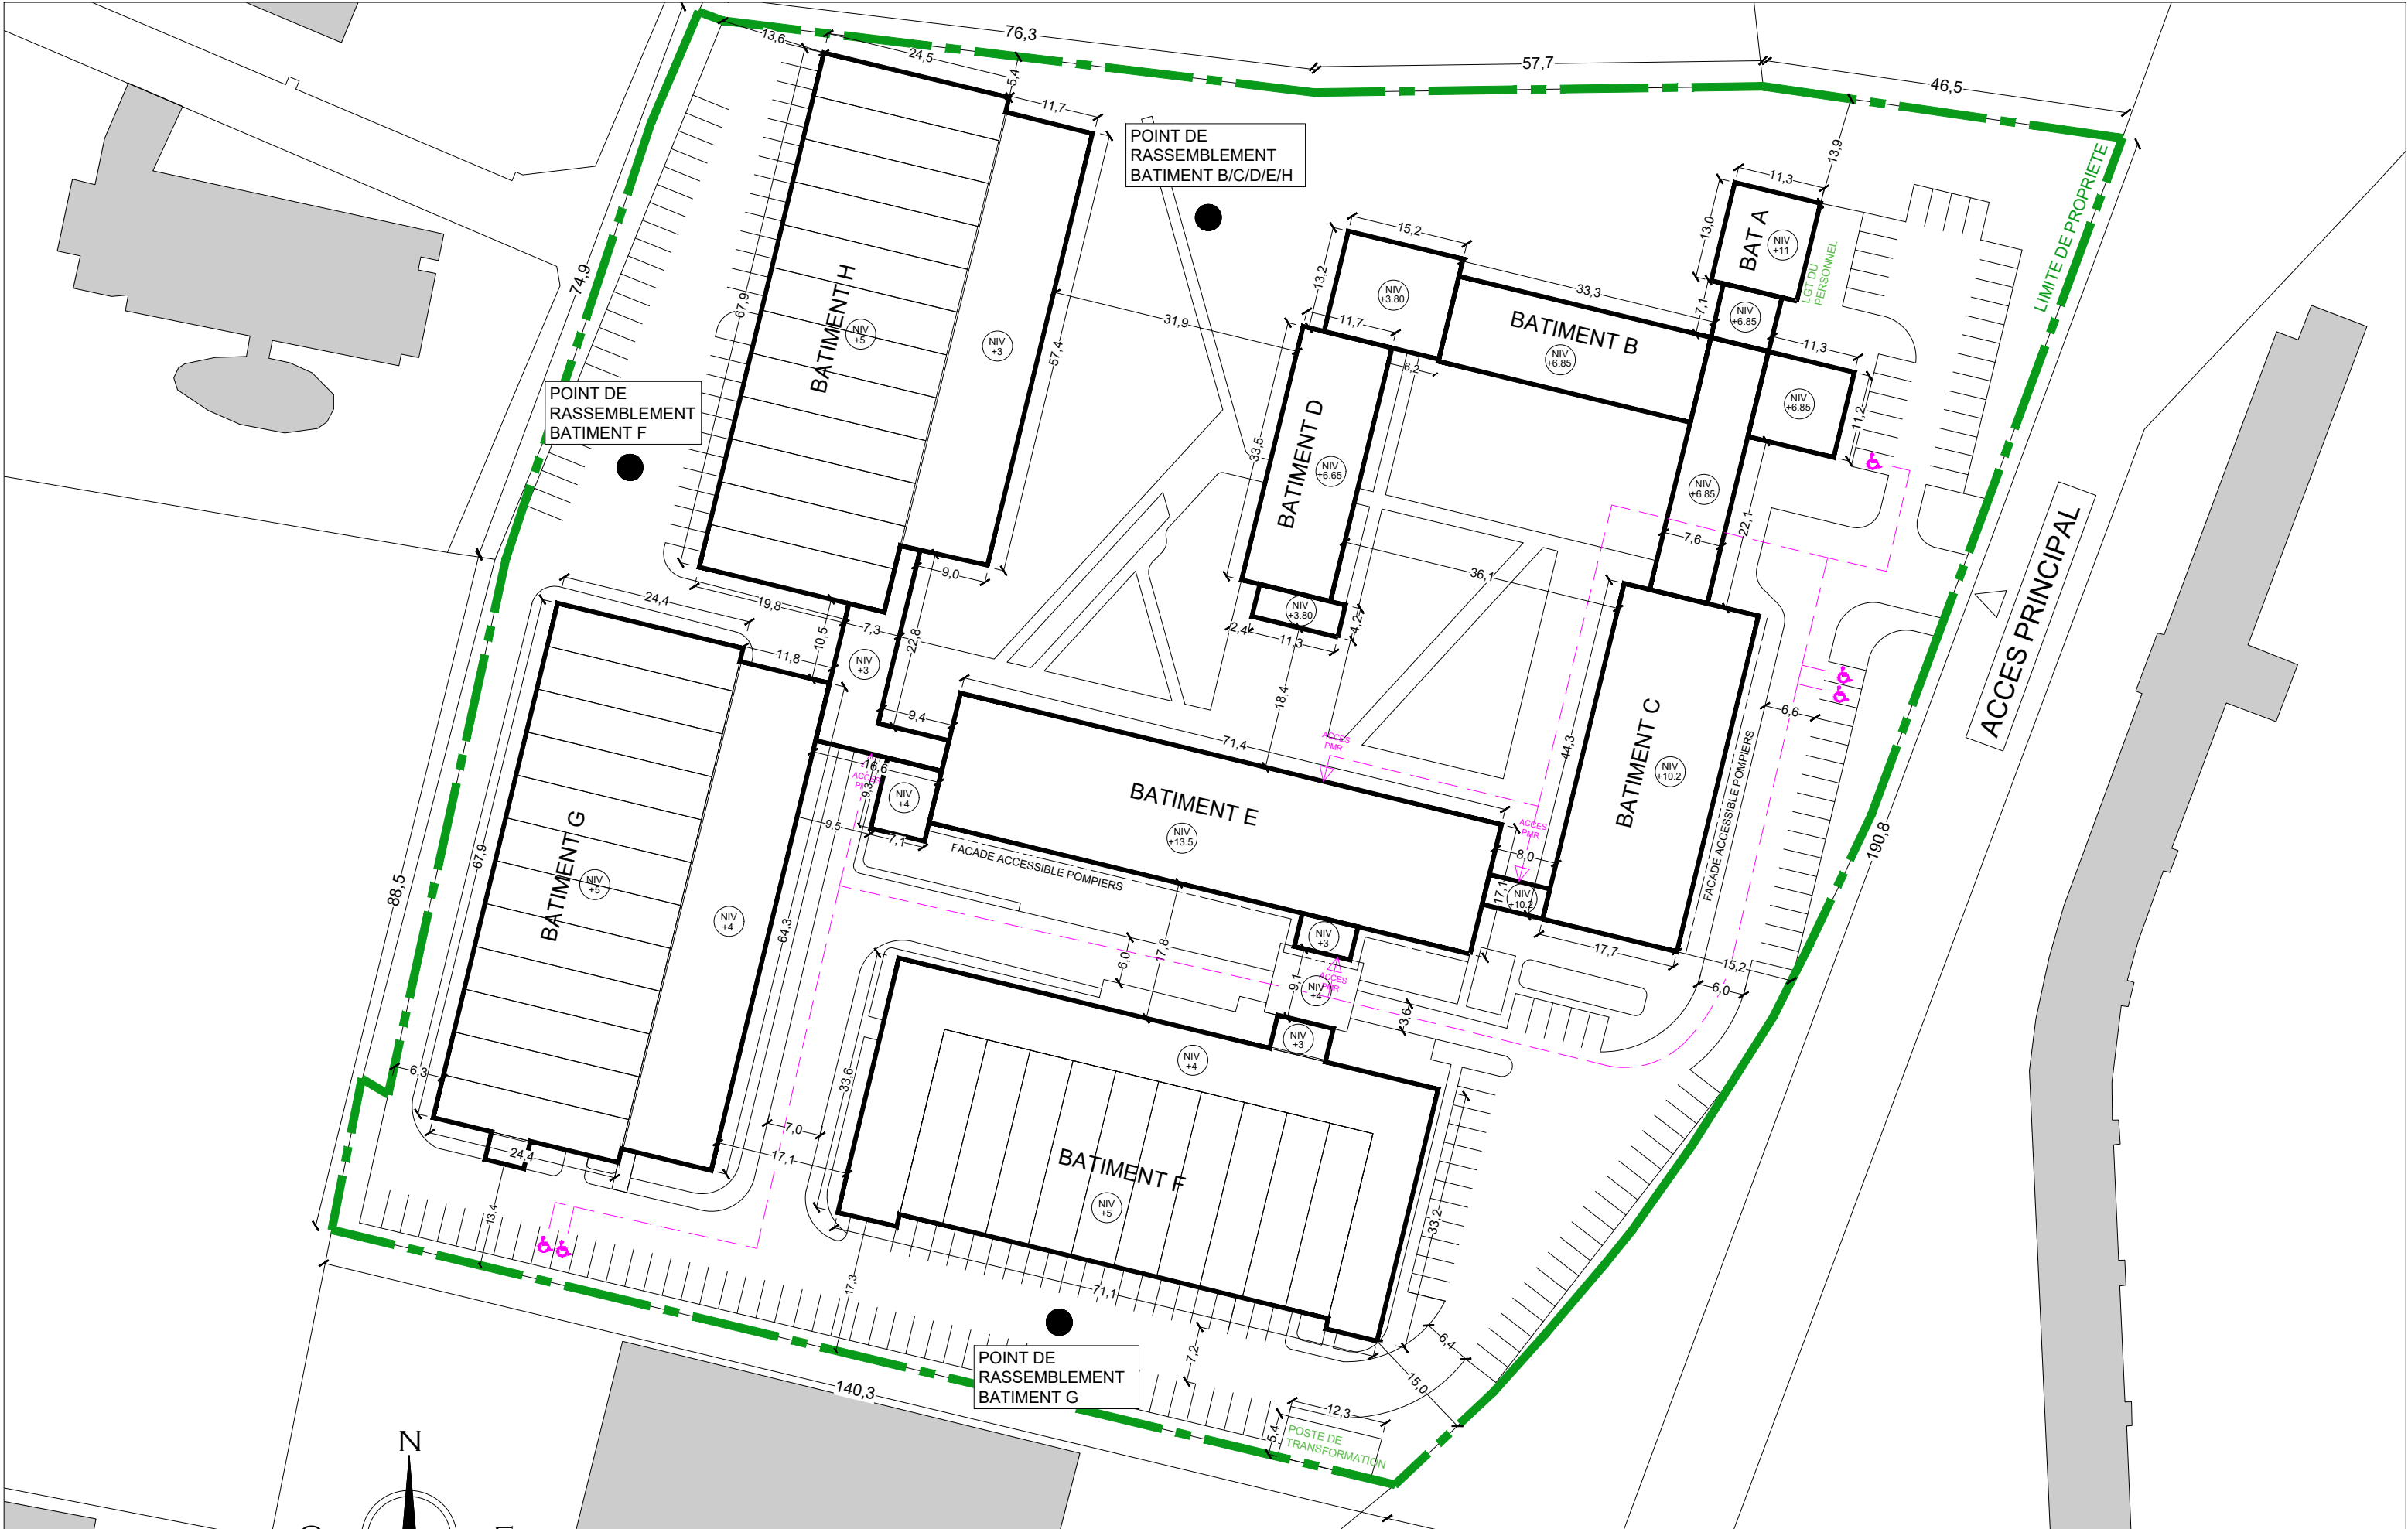 76,3
57,7
46,5
13,6
24,5
5,4
11,7
POINT DE
RASSEMBLEMENT
BATIMENT B/C/D/E/H
13,9
LIMITE DE PROPRIETE
11,3
13,0
BAT A
NIV
+11
LGT DU
PERSONNEL
7,1
NIV
+6.85
15,2
13,2
NIV
+3.80
33,3
BATIMENT B
NIV
+6.85
11,7
6,2
11,3
NIV
+6.85
11,2
74,9
67,9
BATIMENT H
NIV
+5
NIV
+3
57,4
31,9
POINT DE
RASSEMBLEMENT
BATIMENT F
33,5
BATIMENT D
NIV
+6.65
NIV
+6.85
7,6
22,1
36,1
ACCES PRINCIPAL
9,0
19,8
7,3
10,5
22,8
NIV
+3
24,4
11,8
9,4
NIV
+3.80
2,4
11,3
4,2
18,4
71,4
ACCES
PMR
44,3
BATIMENT C
NIV
+10.2
6,6
FACADE ACCESSIBLE POMPIERS
190,8
16,6
ACCES
9,3
NIV
+4
9,5
7,1
BATIMENT E
NIV
+13.5
FACADE ACCESSIBLE POMPIERS
ACCES
PMR
8,0
17,1
NIV
+10.2
17,7
15,2
6,0
88,5
67,9
BATIMENT G
NIV
+5
NIV
+4
64,3
6,0
17,8
NIV
+3
9,1
ACCES
PMR
NIV
+4
3,6
NIV
+3
NIV
+4
33,6
6,3
24,4
7,0
17,1
BATIMENT F
NIV
+5
33,2
13,4
17,3
71,1
7,2
6,4
15,0
POINT DE
RASSEMBLEMENT
BATIMENT G
140,3
12,3
5,4
POSTE DE
TRANSFORMATION
N